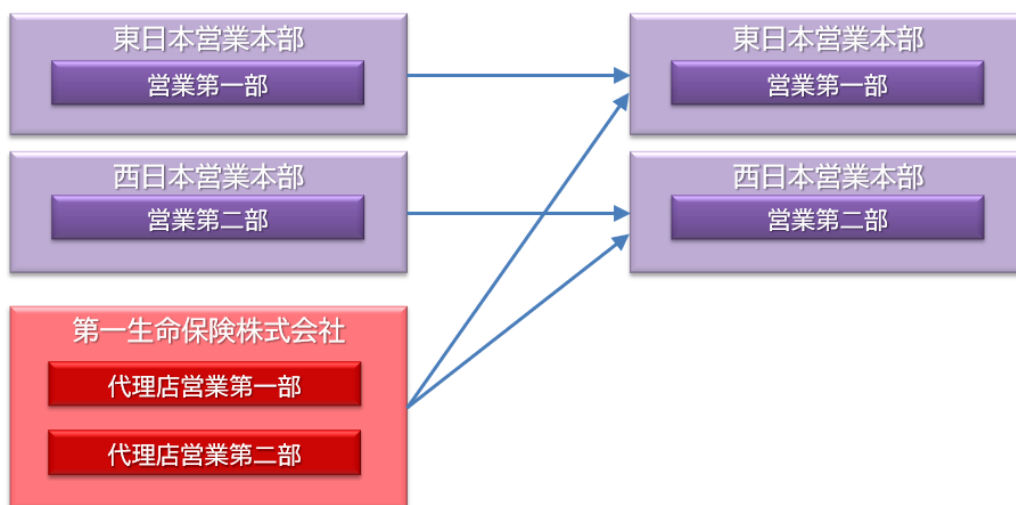 東日本営業本部
営業第一部
西日本営業本部
営業第二部
第一生命保険株式会社
代理店営業第一部
代理店営業第二部
東日本営業本部
営業第一部
西日本営業本部
営業第二部